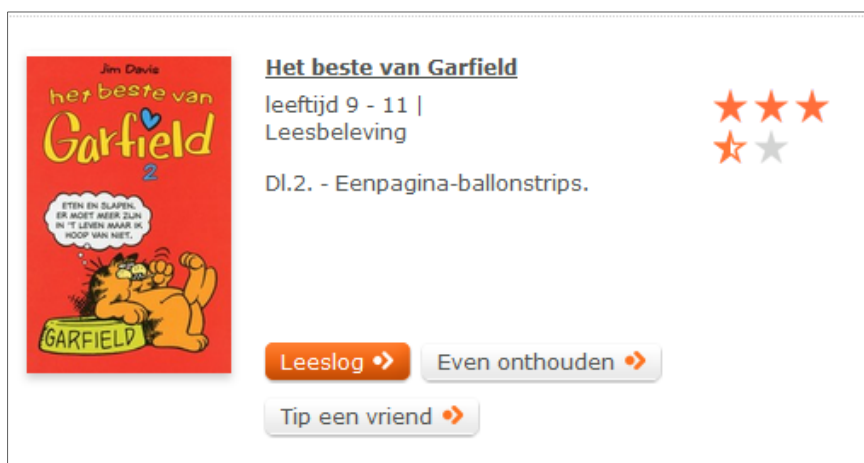 Jim Davis
het beste van
Garfield
2
ETEN EN SLAPEN.
ER MOET MEER ZIJN
IN 'T LEVEN MAAR IK
HOOP VAN NIET.
GARFIELD
Het beste van Garfield
leeftijd 9 - 11 |
Leesbeleving
Dl.2. - Eenpagina-ballonstrips.
Leeslog
Even onthouden
Tip een vriend